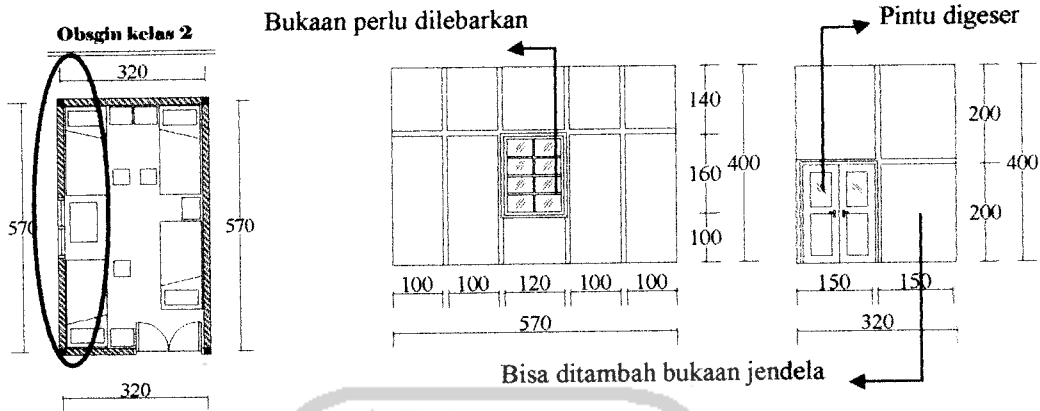 Bukaan perlu dilebarkan
Pintu digeser
Obsgin kelas 2
320
570
570
320
140
160
100
400
100 100 120 100 100
570
200
200
400
150 150
320
Bisa ditambah bukaan jendela